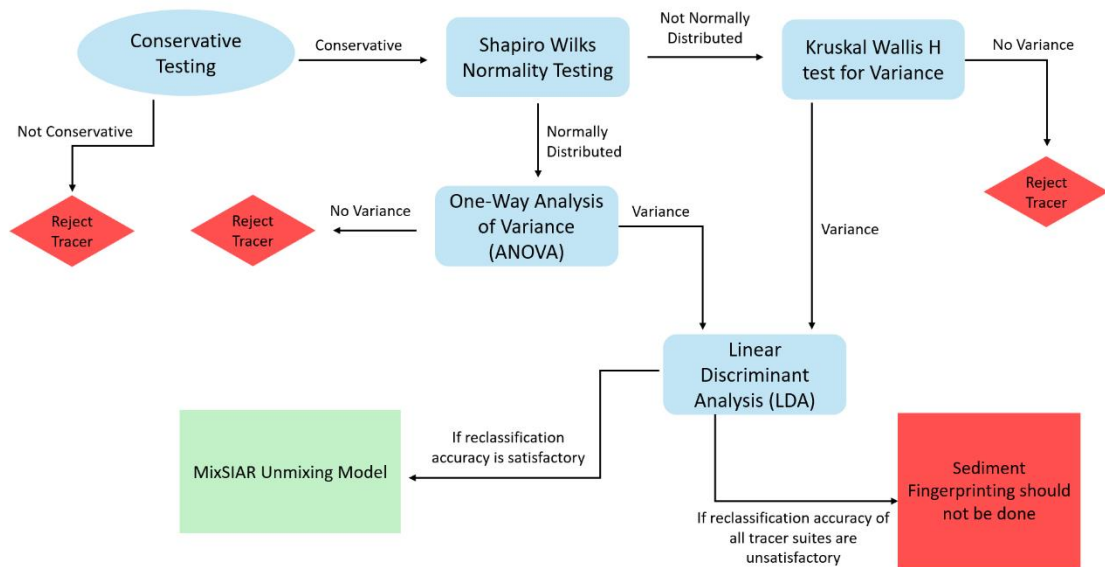 Conservative
Testing
Conservative
Shapiro Wilks
Normality Testing
Not Normally
Distributed
Kruskal Wallis H
test for Variance
No Variance
Not Conservative
Normally
Distributed
Reject
Tracer
Reject
Tracer
No Variance
One-Way Analysis
of Variance
(ANOVA)
Variance
Variance
Reject
Tracer
Linear
Discriminant
Analysis (LDA)
If reclassification
accuracy is satisfactory
MixSIAR Unmixing Model
If reclassification accuracy of
all tracer suites are
unsatisfactory
Sediment
Fingerprinting should
not be done